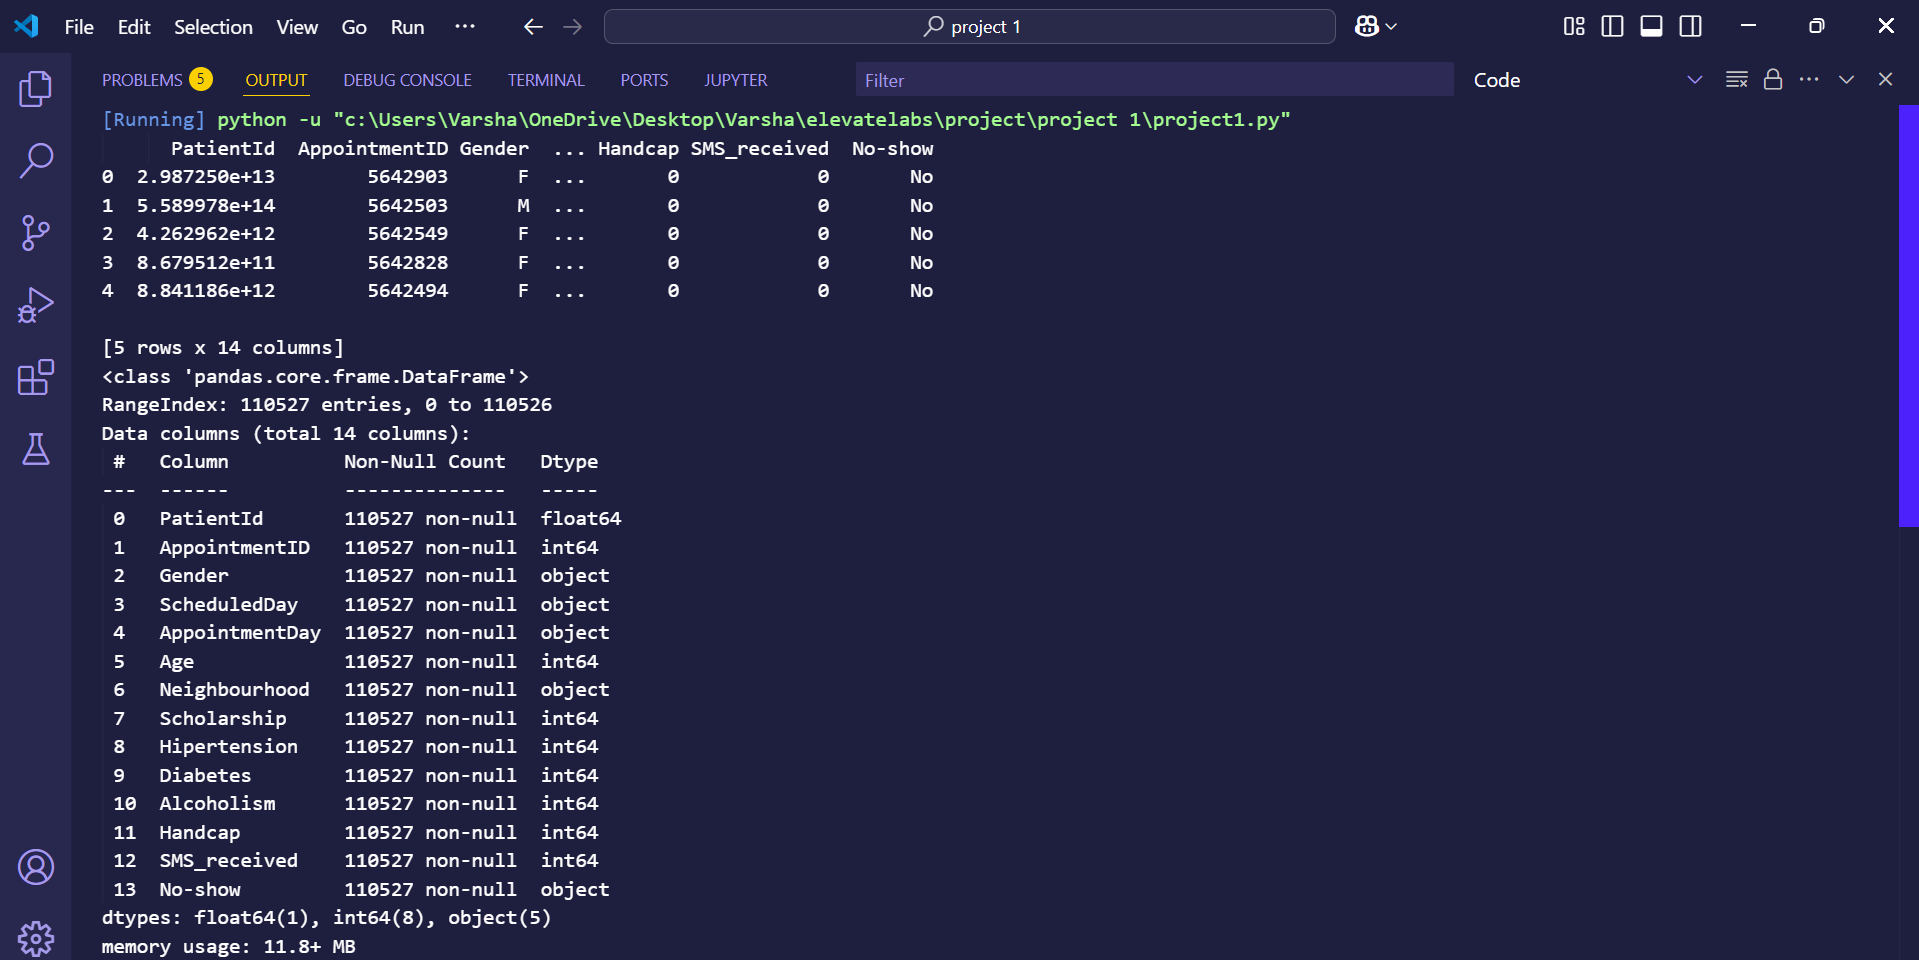 File Edit Selection View Go Run ··· project 1
PROBLEMS 5 OUTPUT DEBUG CONSOLE TERMINAL PORTS JUPYTER Filter Code
[Running] python -u "c:\Users\Varsha\OneDrive\Desktop\Varsha\elevatelabs\project\project 1\project1.py"
PatientId AppointmentID Gender ... Handcap SMS_received No-show
0 2.987250e+13 5642903 F ... 0 0 No
1 5.589978e+14 5642503 M ... 0 0 No
2 4.262962e+12 5642549 F ... 0 0 No
3 8.679512e+11 5642828 F ... 0 0 No
4 8.841186e+12 5642494 F ... 0 0 No
[5 rows x 14 columns]
<class 'pandas.core.frame.DataFrame'>
RangeIndex: 110527 entries, 0 to 110526
Data columns (total 14 columns):
# Column Non-Null Count Dtype
--- ------ -------------- -----
0 PatientId 110527 non-null float64
1 AppointmentID 110527 non-null int64
2 Gender 110527 non-null object
3 ScheduledDay 110527 non-null object
4 AppointmentDay 110527 non-null object
5 Age 110527 non-null int64
6 Neighbourhood 110527 non-null object
7 Scholarship 110527 non-null int64
8 Hipertension 110527 non-null int64
9 Diabetes 110527 non-null int64
10 Alcoholism 110527 non-null int64
11 Handcap 110527 non-null int64
12 SMS_received 110527 non-null int64
13 No-show 110527 non-null object
dtypes: float64(1), int64(8), object(5)
memory usage: 11.8+ MB